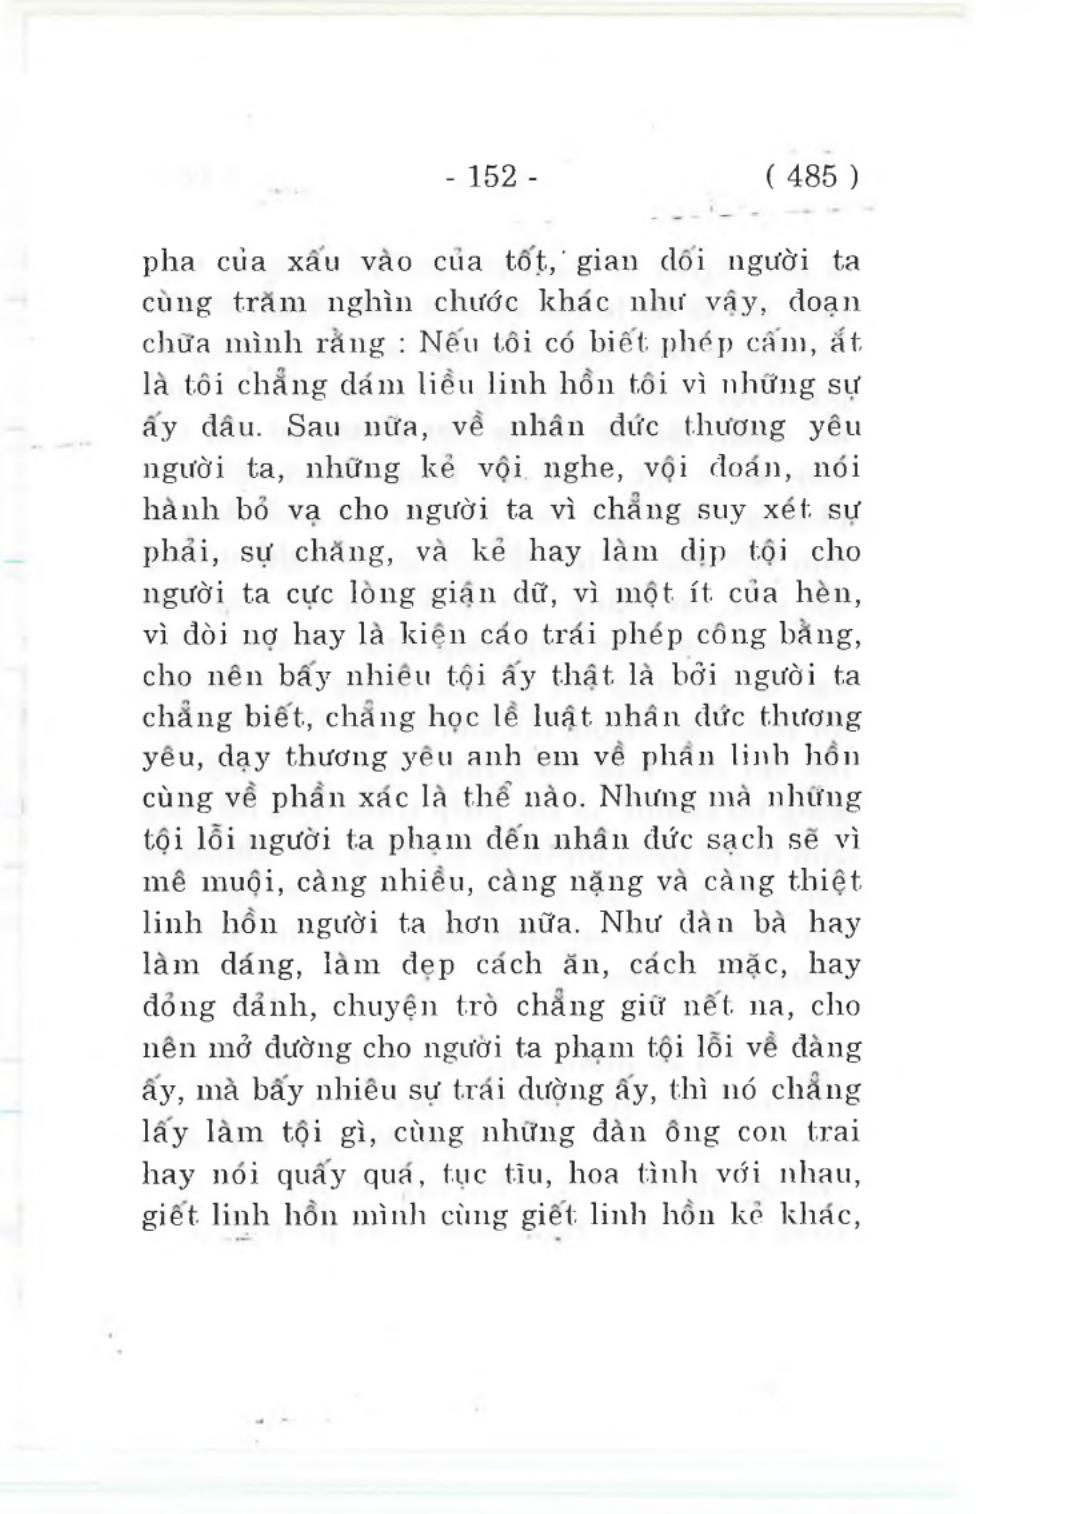 - 152 - ( 485 )
pha của xấu vào của tốt, gian dối người ta
cùng trăm nghìn chước khác như vậy, đoạn
chữa mình rằng : Nếu tôi có biết phép cấm, ắt
là tôi chẳng dám liều linh hồn tôi vì những sự
ấy đâu. Sau nữa, về nhân đức thương yêu
người ta, những kẻ vội nghe, vội đoán, nói
hành bỏ vạ cho người ta vì chẳng suy xét sự
phải, sự chăng, và kẻ hay làm dịp tội cho
người ta cực lòng giận dữ, vì một ít của hèn,
vì đòi nợ hay là kiện cáo trái phép công bằng,
cho nên bấy nhiêu tội ấy thật là bởi người ta
chẳng biết, chẳng học lề luật nhân đức thương
yêu, dạy thương yêu anh em về phần linh hồn
cùng về phần xác là thể nào. Nhưng mà những
tội lỗi người ta phạm đến nhân đức sạch sẽ vì
mê muội, càng nhiều, càng nặng và càng thiệt
linh hồn người ta hơn nữa. Như đàn bà hay
làm dáng, làm đẹp cách ăn, cách mặc, hay
đỏng đảnh, chuyện trò chẳng giữ nết na, cho
nên mở đường cho người ta phạm tội lỗi về đàng
ấy, mà bấy nhiêu sự trái dường ấy, thì nó chẳng
lấy làm tội gì, cùng những đàn ông con trai
hay nói quấy quá, tục tĩu, hoa tình với nhau,
giết linh hồn mình cùng giết linh hồn kẻ khác,